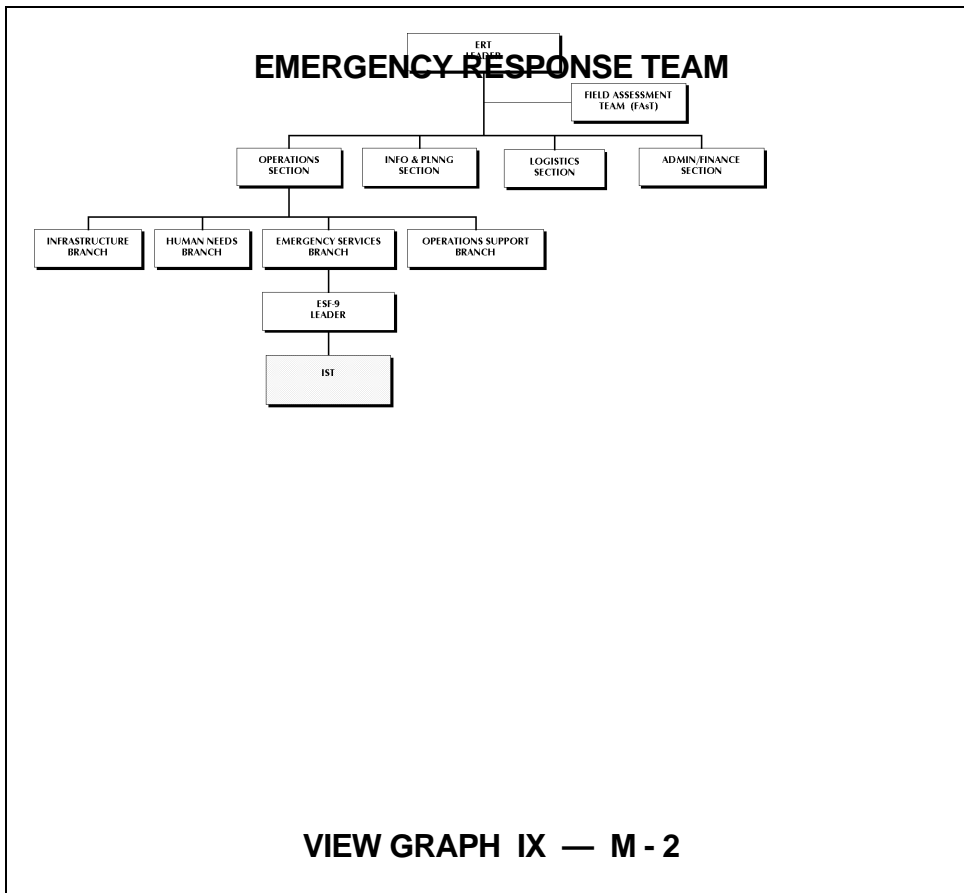 ERT
LEADER
EMERGENCY RESPONSE TEAM
FIELD ASSESSMENT
TEAM (FAsT)
OPERATIONS
SECTION
INFO & PLNNG
SECTION
LOGISTICS
SECTION
ADMIN/FINANCE
SECTION
INFRASTRUCTURE
BRANCH
HUMAN NEEDS
BRANCH
EMERGENCY SERVICES
BRANCH
OPERATIONS SUPPORT
BRANCH
ESF-9
LEADER
IST
VIEW GRAPH IX — M - 2